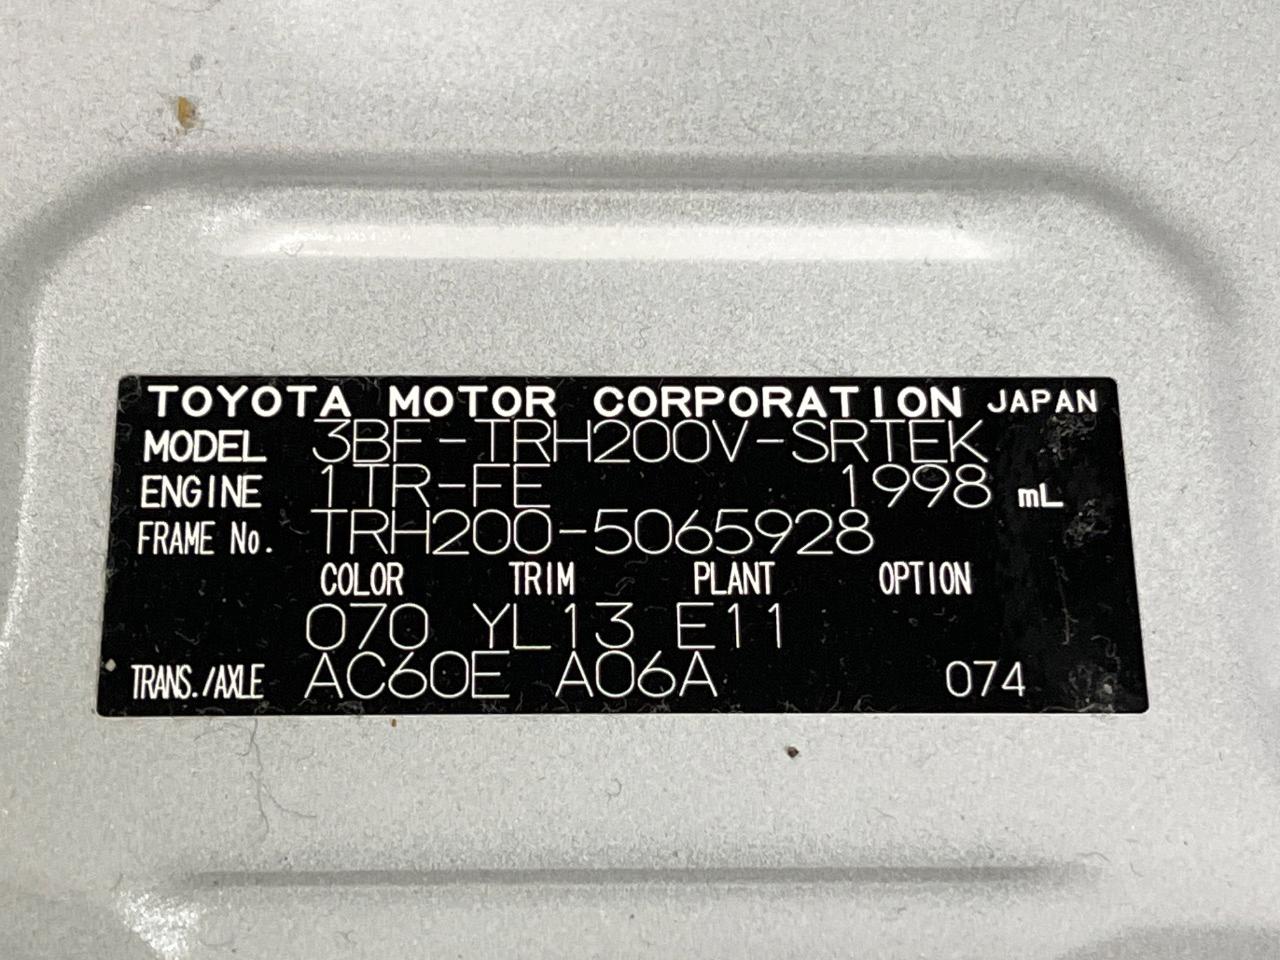 TOYOTA MOTOR CORPORATION JAPAN
MODEL 3BF-TRH200V-SRTEK
ENGINE 1TR-FE 1998 mL
FRAME No. TRH200-5065928
COLOR TRIM PLANT OPTION
070 YL13 E11
TRANS./AXLE AC60E A06A 074